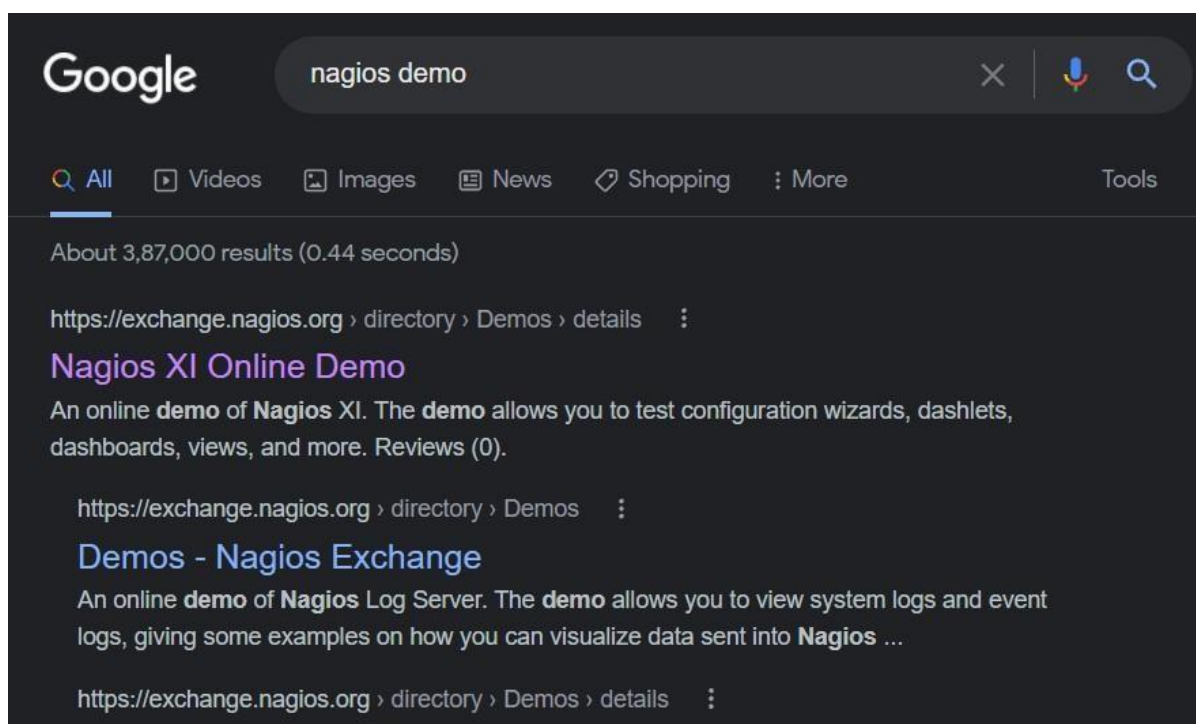 Google
nagios demo
All Videos Images News Shopping More Tools
About 3,87,000 results (0.44 seconds)
https://exchange.nagios.org › directory › Demos › details
Nagios XI Online Demo
An online demo of Nagios XI. The demo allows you to test configuration wizards, dashlets,
dashboards, views, and more. Reviews (0).
https://exchange.nagios.org › directory › Demos
Demos - Nagios Exchange
An online demo of Nagios Log Server. The demo allows you to view system logs and event
logs, giving some examples on how you can visualize data sent into Nagios ...
https://exchange.nagios.org › directory › Demos › details